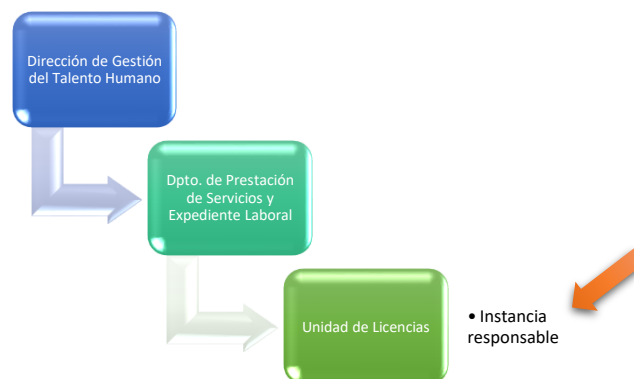 Dirección de Gestión
del Talento Humano
Dpto. de Prestación
de Servicios y
Expediente Laboral
Unidad de Licencias
• Instancia
responsable